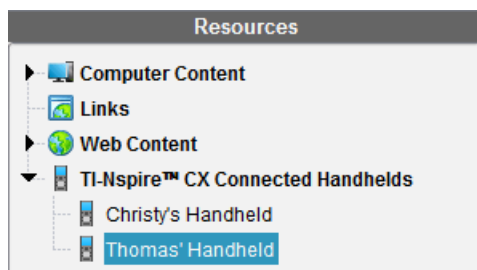 Resources
Computer Content
Links
Web Content
TI-Nspire™ CX Connected Handhelds
Christy's Handheld
Thomas' Handheld